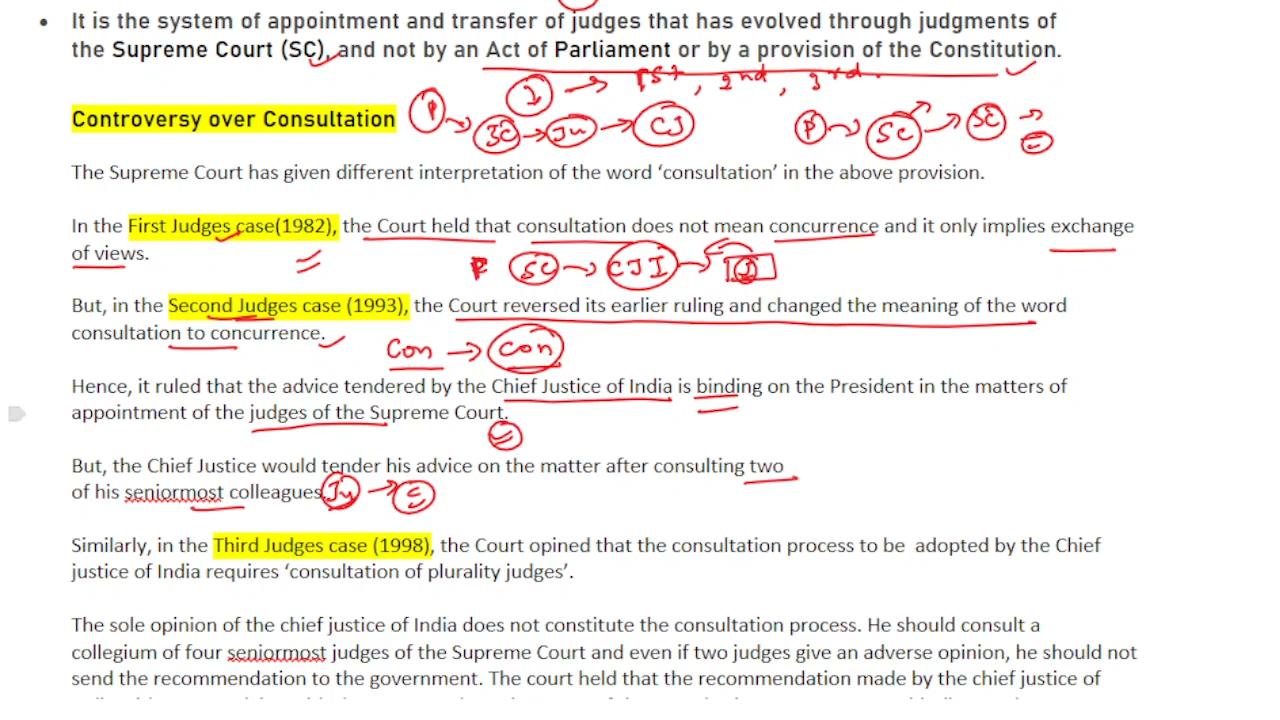 • It is the system of appointment and transfer of judges that has evolved through judgments of
the Supreme Court (SC), and not by an Act of Parliament or by a provision of the Constitution.
1st, 2nd, 3rd.
Controversy over Consultation
P SC Ju CJ P SC SC
The Supreme Court has given different interpretation of the word ‘consultation’ in the above provision.
In the First Judges case(1982), the Court held that consultation does not mean concurrence and it only implies exchange
of views.
SC CJI
But, in the Second Judges case (1993), the Court reversed its earlier ruling and changed the meaning of the word
consultation to concurrence.
Con Con
Hence, it ruled that the advice tendered by the Chief Justice of India is binding on the President in the matters of
appointment of the judges of the Supreme Court.
But, the Chief Justice would tender his advice on the matter after consulting two
of his seniormost colleagues. Ju
Similarly, in the Third Judges case (1998), the Court opined that the consultation process to be adopted by the Chief
justice of India requires ‘consultation of plurality judges’.
The sole opinion of the chief justice of India does not constitute the consultation process. He should consult a
collegium of four seniormost judges of the Supreme Court and even if two judges give an adverse opinion, he should not
send the recommendation to the government. The court held that the recommendation made by the chief justice of